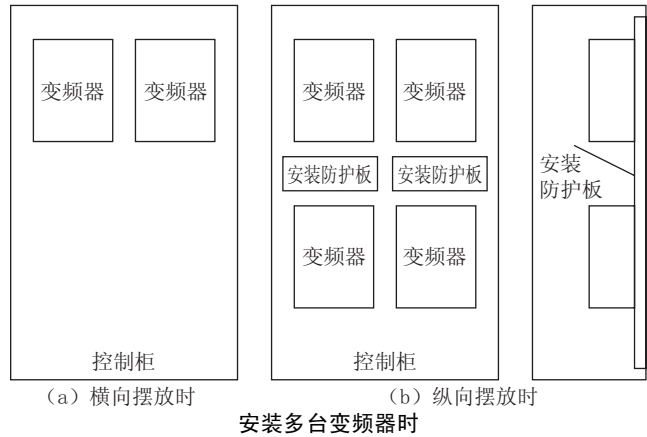 变频器 变频器
控制柜
(a) 横向摆放时
变频器 变频器
安装防护板 安装防护板
变频器 变频器
控制柜
安装
防护板
(b) 纵向摆放时
安装多台变频器时